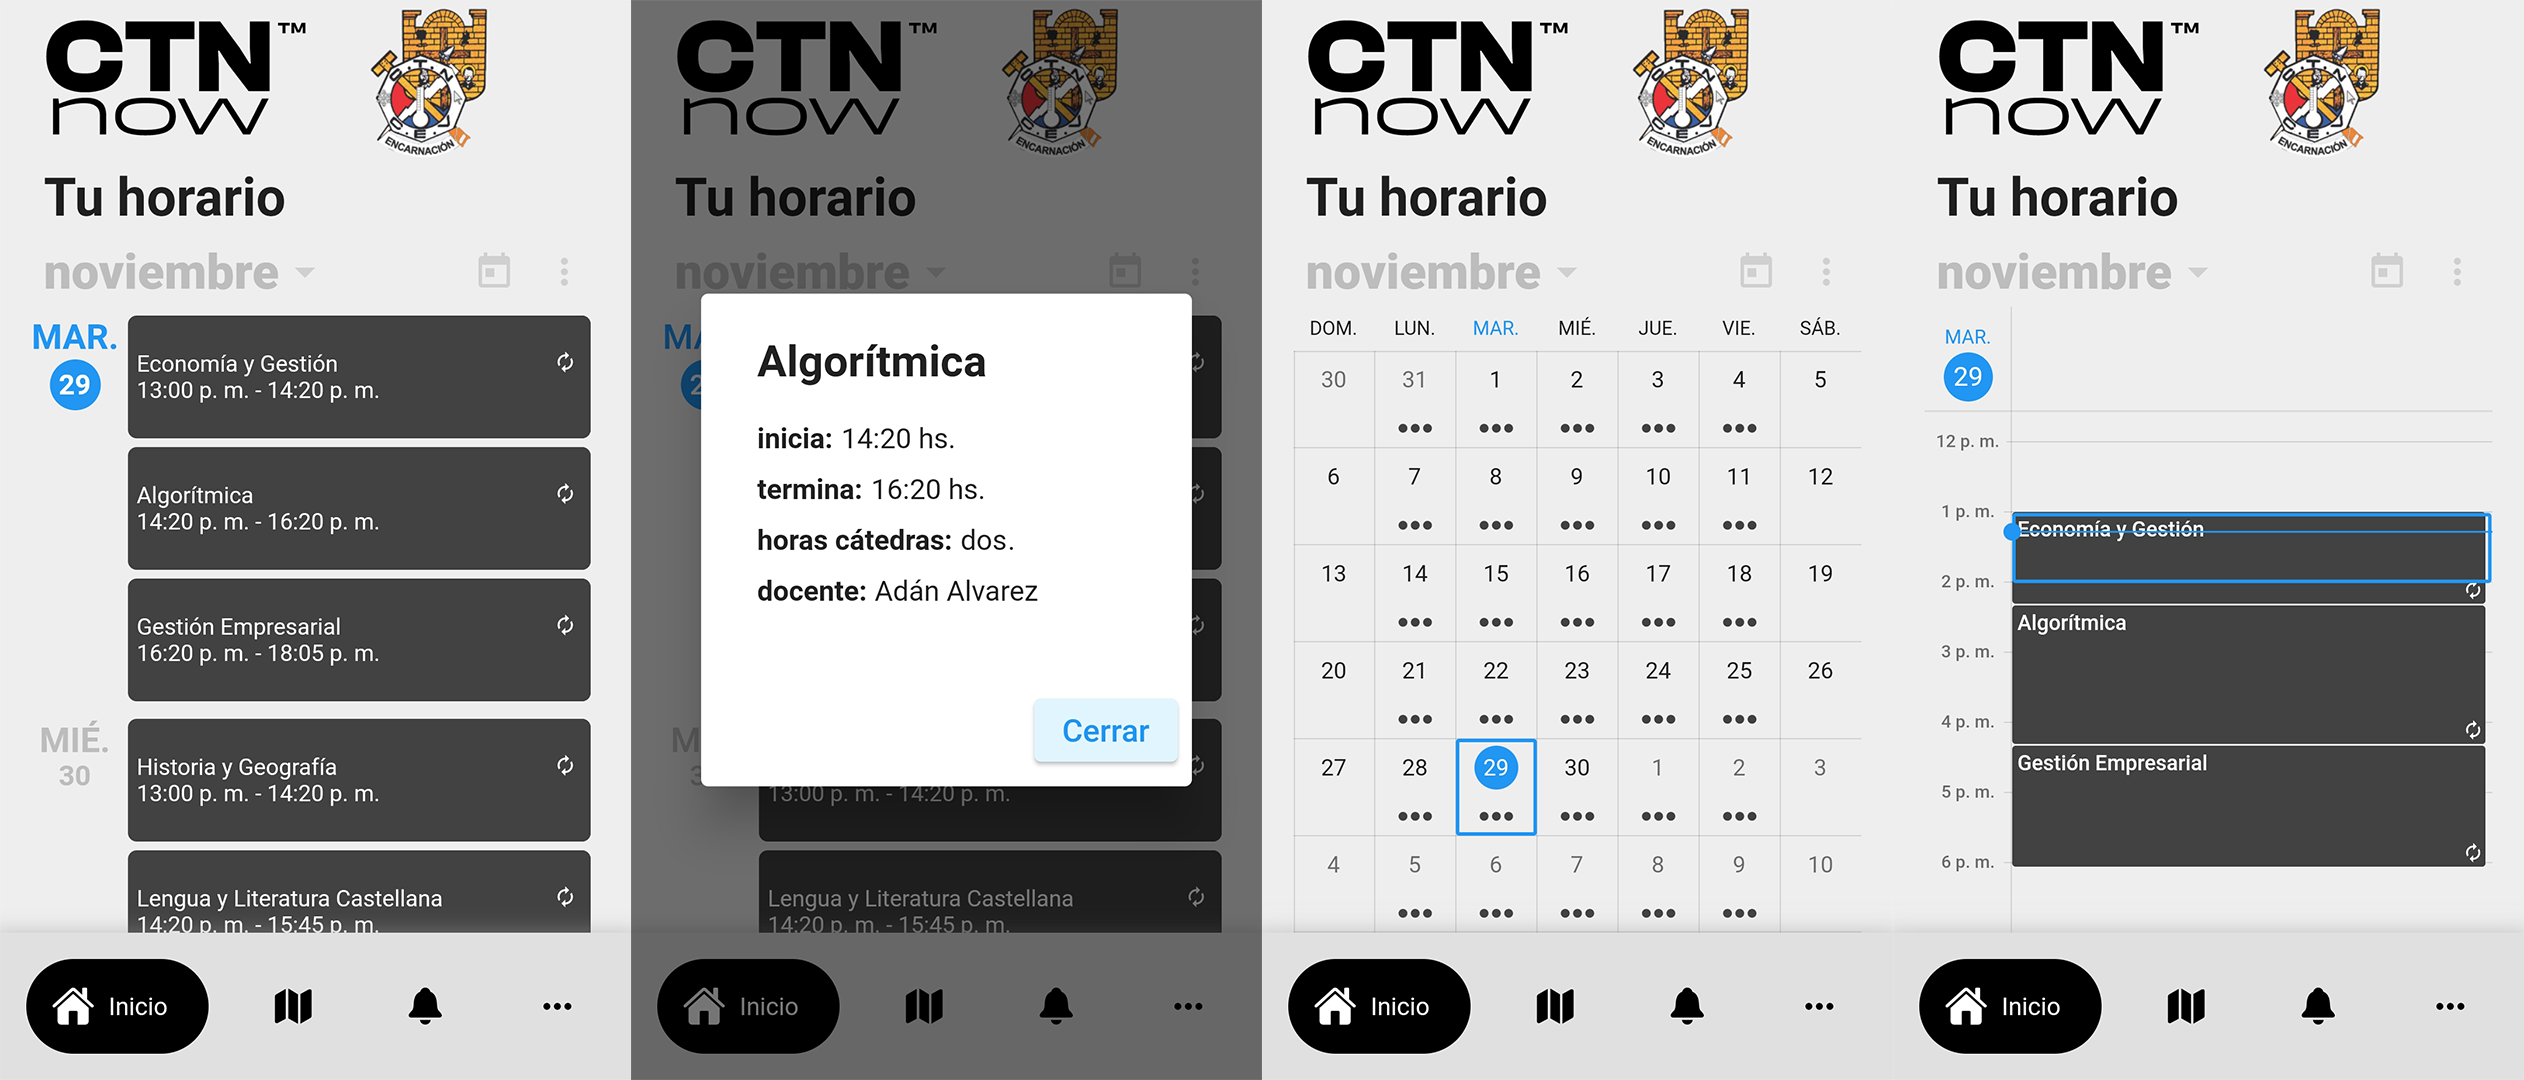 CTN™
now
ENCARNACIÓN
Tu horario
noviembre
MAR.
29
Economía y Gestión
13:00 p. m. - 14:20 p. m.
Algorítmica
14:20 p. m. - 16:20 p. m.
Gestión Empresarial
16:20 p. m. - 18:05 p. m.
MIÉ.
30
Historia y Geografía
13:00 p. m. - 14:20 p. m.
Lengua y Literatura Castellana
14:20 p. m. - 15:45 p. m.
Inicio
CTN™
now
ENCARNACIÓN
Tu horario
noviembre
Algorítmica
inicia: 14:20 hs.
termina: 16:20 hs.
horas cátedras: dos.
docente: Adán Alvarez
Cerrar
13:00 p. m. - 14:20 p. m.
Lengua y Literatura Castellana
14:20 p. m. - 15:45 p. m.
Inicio
CTN™
now
ENCARNACIÓN
Tu horario
noviembre
DOM. LUN. MAR. MIÉ. JUE. VIE. SÁB.
30 31 1 2 3 4 5
6 7 8 9 10 11 12
13 14 15 16 17 18 19
20 21 22 23 24 25 26
27 28 29 30 1 2 3
4 5 6 7 8 9 10
Inicio
CTN™
now
ENCARNACIÓN
Tu horario
noviembre
MAR.
29
12 p. m.
1 p. m.
Economía y Gestión
2 p. m.
Algorítmica
3 p. m.
4 p. m.
Gestión Empresarial
5 p. m.
6 p. m.
Inicio